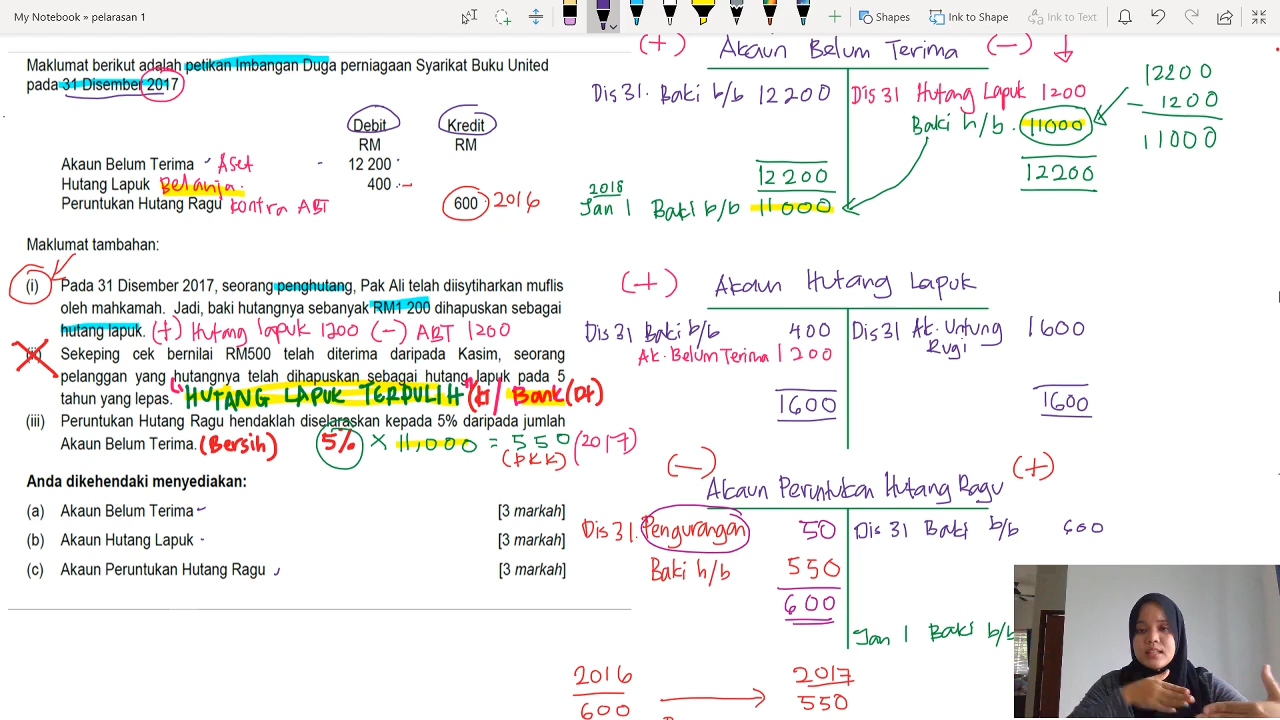 My Notebook » pelarasan 1
Shapes
Ink to Shape
Ink to Text
Maklumat berikut adalah petikan Imbangan Duga perniagaan Syarikat Buku United
pada 31 Disember 2017
Debit Kredit
RM RM
Akaun Belum Terima Aset 12 200
Hutang Lapuk Belanja 400
Peruntukan Hutang Ragu kontra ABT 600 2016
Maklumat tambahan:
(i) Pada 31 Disember 2017, seorang penghutang, Pak Ali telah diisytiharkan muflis
oleh mahkamah. Jadi, baki hutangnya sebanyak RM1 200 dihapuskan sebagai
hutang lapuk. (+) Hutang lapuk 1200 (-) ABT 1200
(ii) Sekeping cek bernilai RM500 telah diterima daripada Kasim, seorang
pelanggan yang hutangnya telah dihapuskan sebagai hutang lapuk pada 5
tahun yang lepas. HUTANG LAPUK TERPULIH (kt/ Bank (Dt)
(iii) Peruntukan Hutang Ragu hendaklah diselaraskan kepada 5% daripada jumlah
Akaun Belum Terima. (Bersih) 5% × 11,000 = 550 (2017)
(PKK)
Anda dikehendaki menyediakan:
(a) Akaun Belum Terima [3 markah]
(b) Akaun Hutang Lapuk [3 markah]
(c) Akaun Peruntukan Hutang Ragu [3 markah]
(+) Akaun Belum Terima (-)
Dis 31. Baki b/b 12200 Dis 31 Hutang Lapuk 1200
Baki h/b. 11000
12200 12200
2018
Jan 1 Baki b/b 11000
12200
- 1200
11000
(+) Akaun Hutang Lapuk
Dis 31 Baki b/b 400 Dis 31 Ak. Untung 1600
Rugi
Ak. Belum Terima 1200
1600 1600
(-) (+)
Akaun Peruntukan Hutang Ragu
Dis 31. Pengurangan 50 Dis 31 Baki b/b 600
Baki h/b 550
600
Jan 1 Baki b/b
2016 2017
600 550